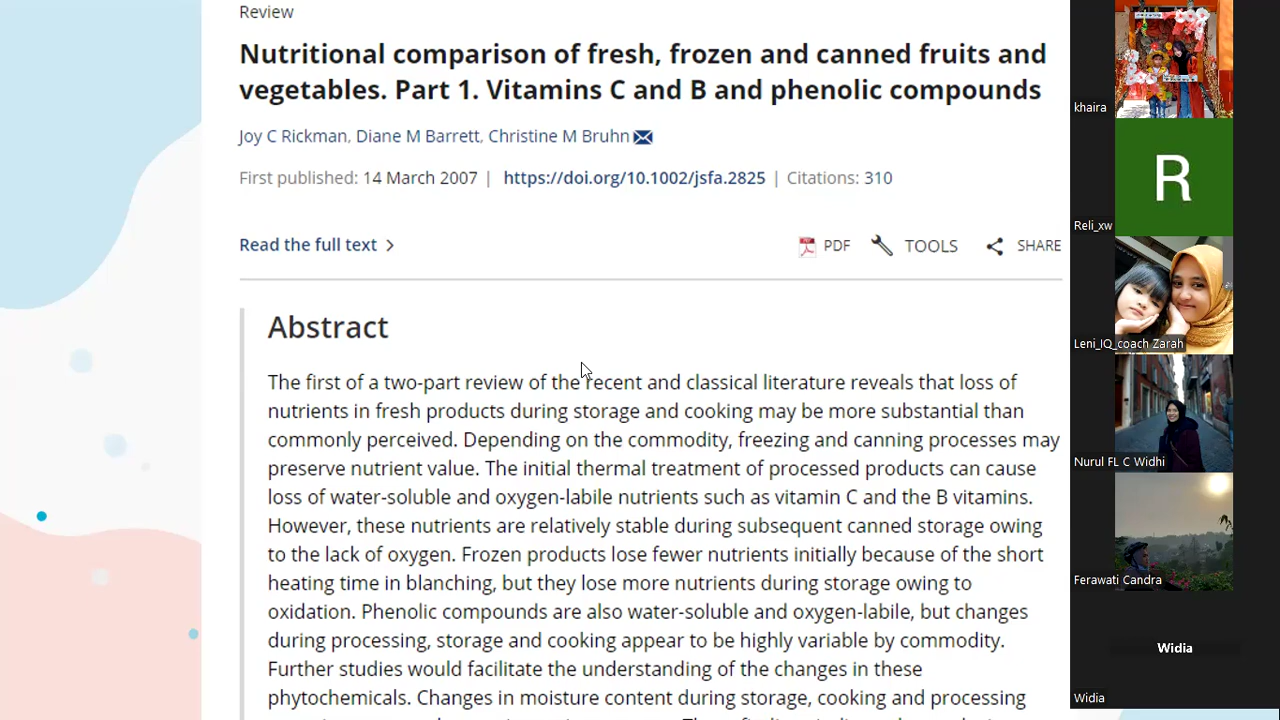 Review
Nutritional comparison of fresh, frozen and canned fruits and
vegetables. Part 1. Vitamins C and B and phenolic compounds
Joy C Rickman, Diane M Barrett, Christine M Bruhn
First published: 14 March 2007 | https://doi.org/10.1002/jsfa.2825 | Citations: 310
Read the full text
PDF TOOLS SHARE
Abstract
The first of a two-part review of the recent and classical literature reveals that loss of
nutrients in fresh products during storage and cooking may be more substantial than
commonly perceived. Depending on the commodity, freezing and canning processes may
preserve nutrient value. The initial thermal treatment of processed products can cause
loss of water-soluble and oxygen-labile nutrients such as vitamin C and the B vitamins.
However, these nutrients are relatively stable during subsequent canned storage owing
to the lack of oxygen. Frozen products lose fewer nutrients initially because of the short
heating time in blanching, but they lose more nutrients during storage owing to
oxidation. Phenolic compounds are also water-soluble and oxygen-labile, but changes
during processing, storage and cooking appear to be highly variable by commodity.
Further studies would facilitate the understanding of the changes in these
phytochemicals. Changes in moisture content during storage, cooking and processing
khaira
R
Reli_xw
Leni_IQ_coach Zarah
Nurul FL C Widhi
Ferawati Candra
Widia
Widia